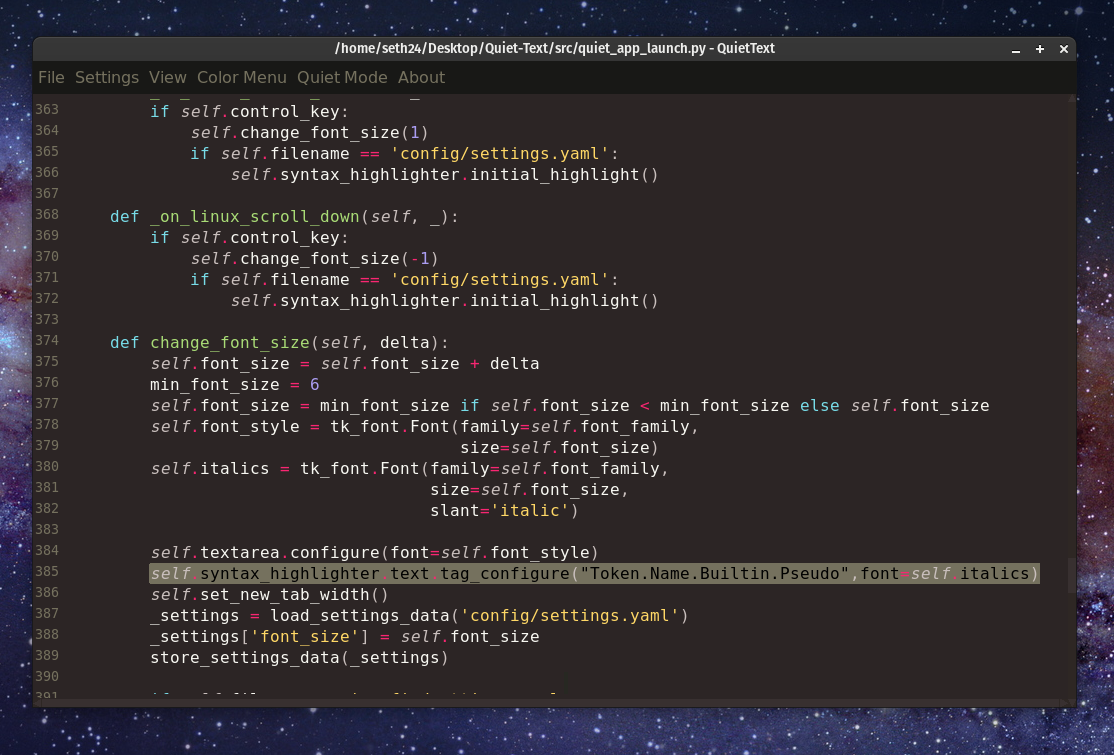 /home/seth24/Desktop/Quiet-Text/src/quiet_app_launch.py - QuietText
File Settings View Color Menu Quiet Mode About
363         if self.control_key:
364             self.change_font_size(1)
365             if self.filename == 'config/settings.yaml':
366                 self.syntax_highlighter.initial_highlight()
367
368     def _on_linux_scroll_down(self, _):
369         if self.control_key:
370             self.change_font_size(-1)
371             if self.filename == 'config/settings.yaml':
372                 self.syntax_highlighter.initial_highlight()
373
374     def change_font_size(self, delta):
375         self.font_size = self.font_size + delta
376         min_font_size = 6
377         self.font_size = min_font_size if self.font_size < min_font_size else self.font_size
378         self.font_style = tk_font.Font(family=self.font_family,
379                                        size=self.font_size)
380         self.italics = tk_font.Font(family=self.font_family,
381                                     size=self.font_size,
382                                     slant='italic')
383
384         self.textarea.configure(font=self.font_style)
385         self.syntax_highlighter.text.tag_configure("Token.Name.Builtin.Pseudo",font=self.italics)
386         self.set_new_tab_width()
387         _settings = load_settings_data('config/settings.yaml')
388         _settings['font_size'] = self.font_size
389         store_settings_data(_settings)
390
391